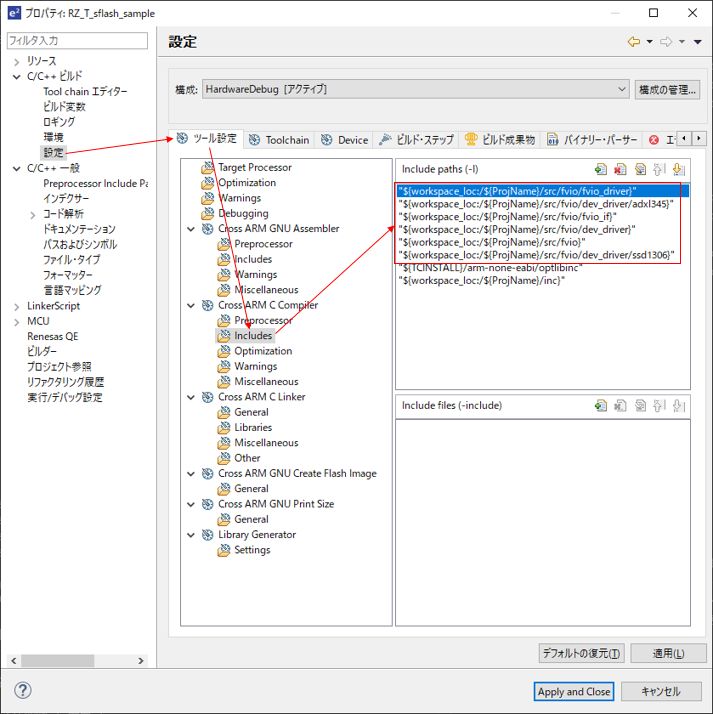 e² プロパティ: RZ_T_sflash_sample
フィルタ入力
リソース
C/C++ ビルド
Tool chain エディター
ビルド変数
ロギング
環境
設定
C/C++ 一般
Preprocessor Include Pa
インデクサー
コード解析
ドキュメンテーション
パスおよびシンボル
ファイル・タイプ
フォーマッター
言語マッピング
LinkerScript
MCU
Renesas QE
ビルダー
プロジェクト参照
リファクタリング履歴
実行/デバッグ設定
設定
構成: HardwareDebug [アクティブ] 構成の管理...
ツール設定 Toolchain Device ビルド・ステップ ビルド成果物 バイナリー・パーサー エ
Target Processor
Optimization
Warnings
Debugging
Cross ARM GNU Assembler
Preprocessor
Includes
Warnings
Miscellaneous
Cross ARM C Compiler
Preprocessor
Includes
Optimization
Warnings
Miscellaneous
Cross ARM C Linker
General
Libraries
Miscellaneous
Other
Cross ARM GNU Create Flash Image
General
Cross ARM GNU Print Size
General
Library Generator
Settings
Include paths (-I)
"${workspace_loc:/${ProjName}/src/fvio/fvio_driver}"
"${workspace_loc:/${ProjName}/src/fvio/dev_driver/adxl345}"
"${workspace_loc:/${ProjName}/src/fvio/fvio_if}"
"${workspace_loc:/${ProjName}/src/fvio/dev_driver}"
"${workspace_loc:/${ProjName}/src/fvio}"
"${workspace_loc:/${ProjName}/src/fvio/dev_driver/ssd1306}"
"${TCINSTALL}/arm-none-eabi/optlibinc"
"${workspace_loc:/${ProjName}/inc}"
Include files (-include)
デフォルトの復元(T) 適用(L)
Apply and Close キャンセル